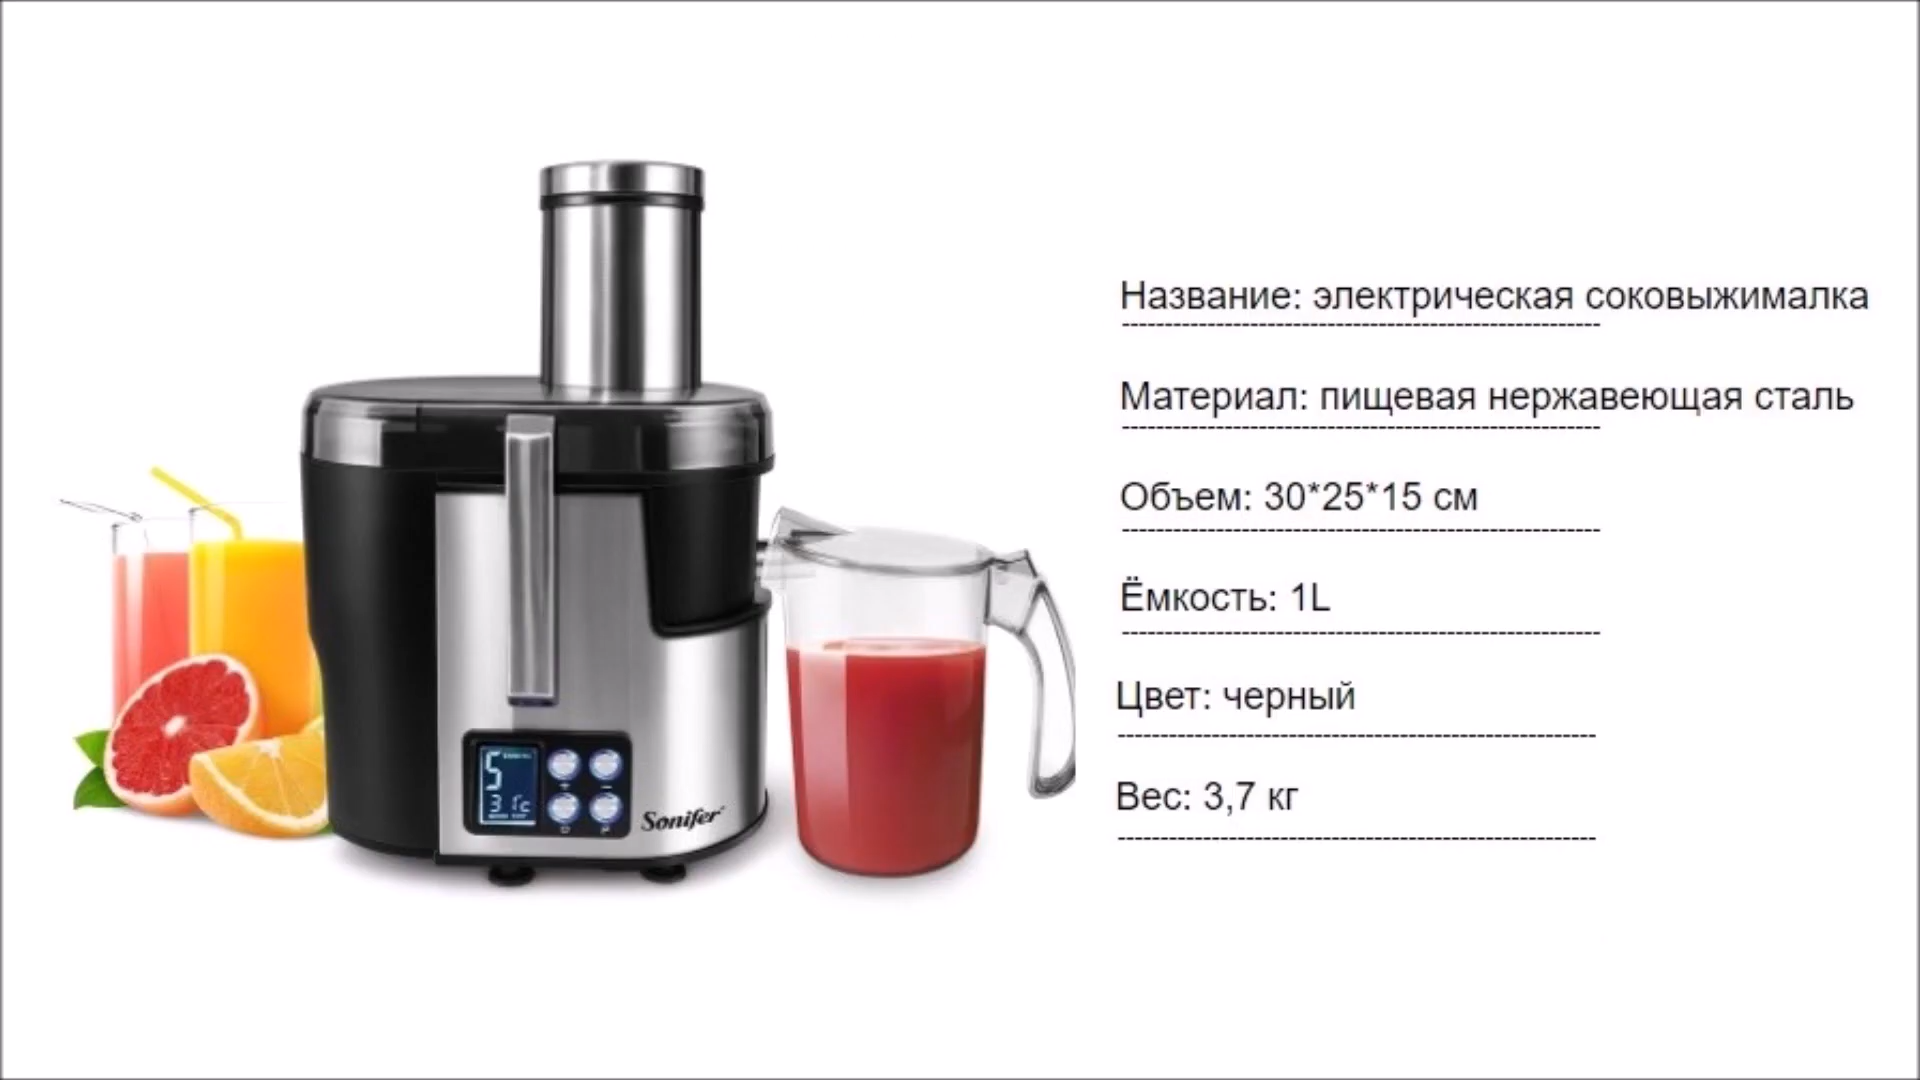 Название: электрическая соковыжималка
Материал: пищевая нержавеющая сталь
Объем: 30*25*15 см
Ёмкость: 1L
Цвет: черный
Вес: 3,7 кг
5
Sonifer